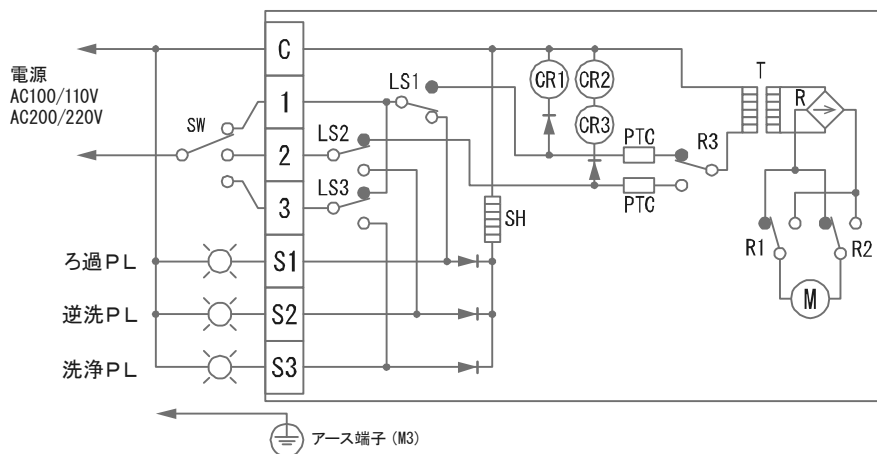 電源
AC100/110V
AC200/220V
SW
C
1
2
3
S1
S2
S3
LS1
LS2
LS3
CR1
CR2
CR3
PTC
PTC
R3
T
R
SH
R1
R2
M
ろ過PL
逆洗PL
洗浄PL
アース端子 (M3)